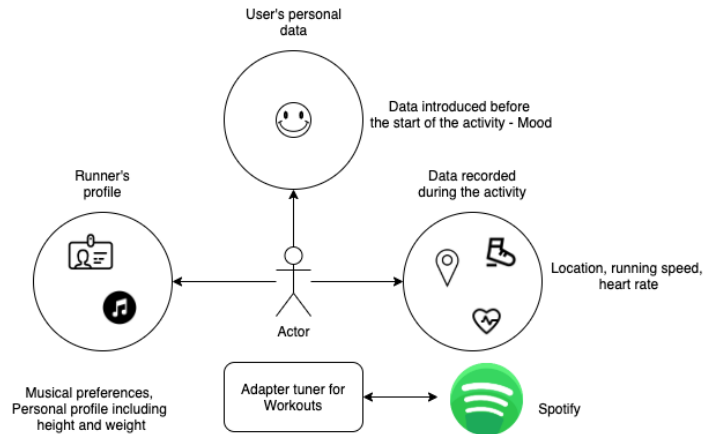 User's personal
data
Data introduced before
the start of the activity - Mood
Runner's
profile
Data recorded
during the activity
Location, running speed,
heart rate
Actor
Musical preferences,
Personal profile including
height and weight
Adapter tuner for
Workouts
Spotify